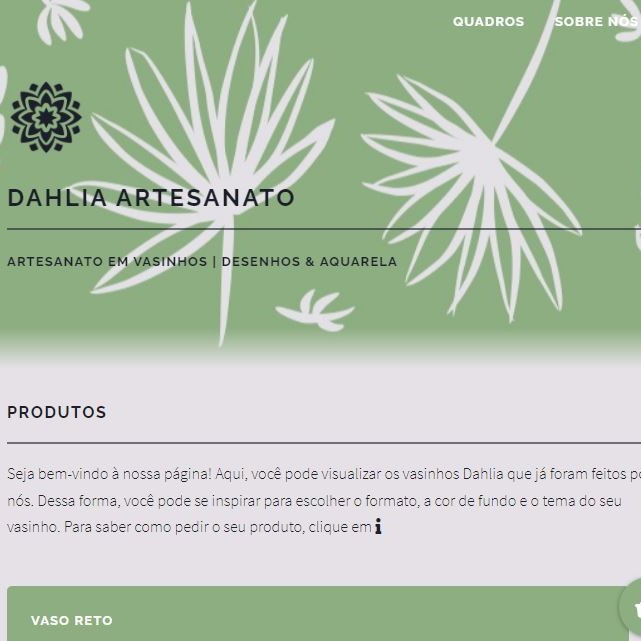 QUADROS SOBRE NÓS
DAHLIA ARTESANATO
ARTESANATO EM VASINHOS | DESENHOS & AQUARELA
PRODUTOS
Seja bem-vindo à nossa página! Aqui, você pode visualizar os vasinhos Dahlia que já foram feitos
nós. Dessa forma, você pode se inspirar para escolher o formato, a cor de fundo e o tema do seu
vasinho. Para saber como pedir o seu produto, clique em i
VASO RETO